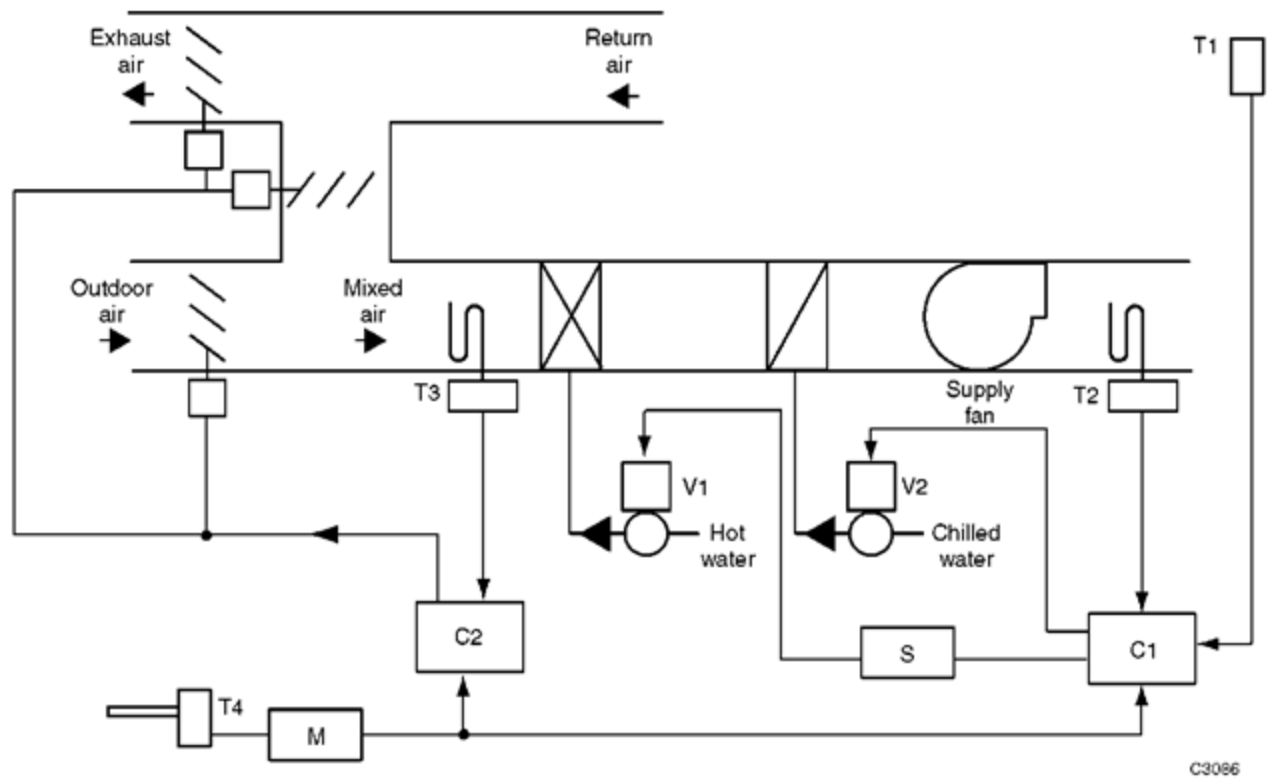 Exhaust
air
Return
air
T1
Outdoor
air
Mixed
air
T3
Supply
fan
T2
V1
V2
Hot
water
Chilled
water
C2
S
C1
T4
M
C3086